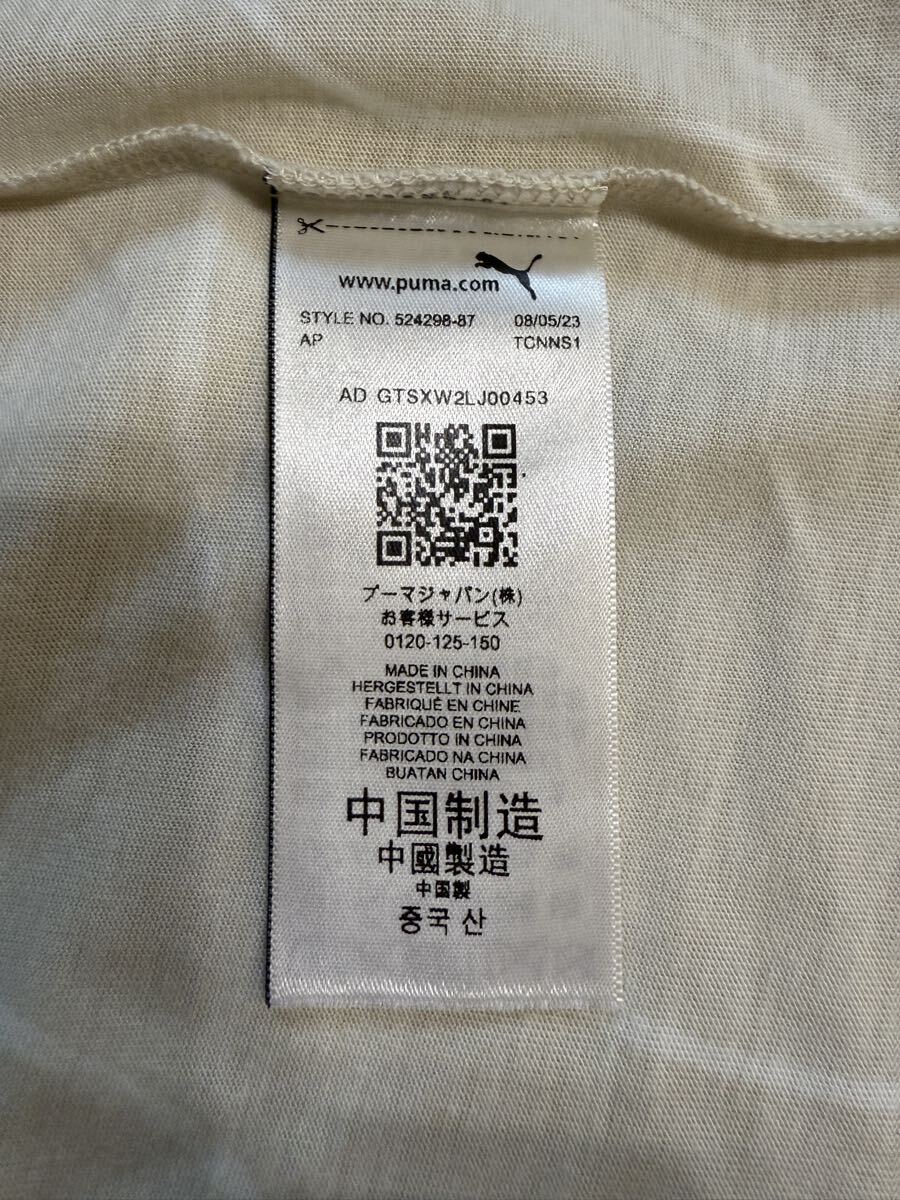 www.puma.com
STYLE NO. 524298-87 08/05/23
AP TCNNS1
AD GTSXW2LJ00453
プーマジャパン(株)
お客様サービス
0120-125-150
MADE IN CHINA
HERGESTELLT IN CHINA
FABRIQUÉ EN CHINE
FABRICADO EN CHINA
PRODOTTO IN CHINA
FABRICADO NA CHINA
BUATAN CHINA
中国制造
中國製造
中国製
중국 산